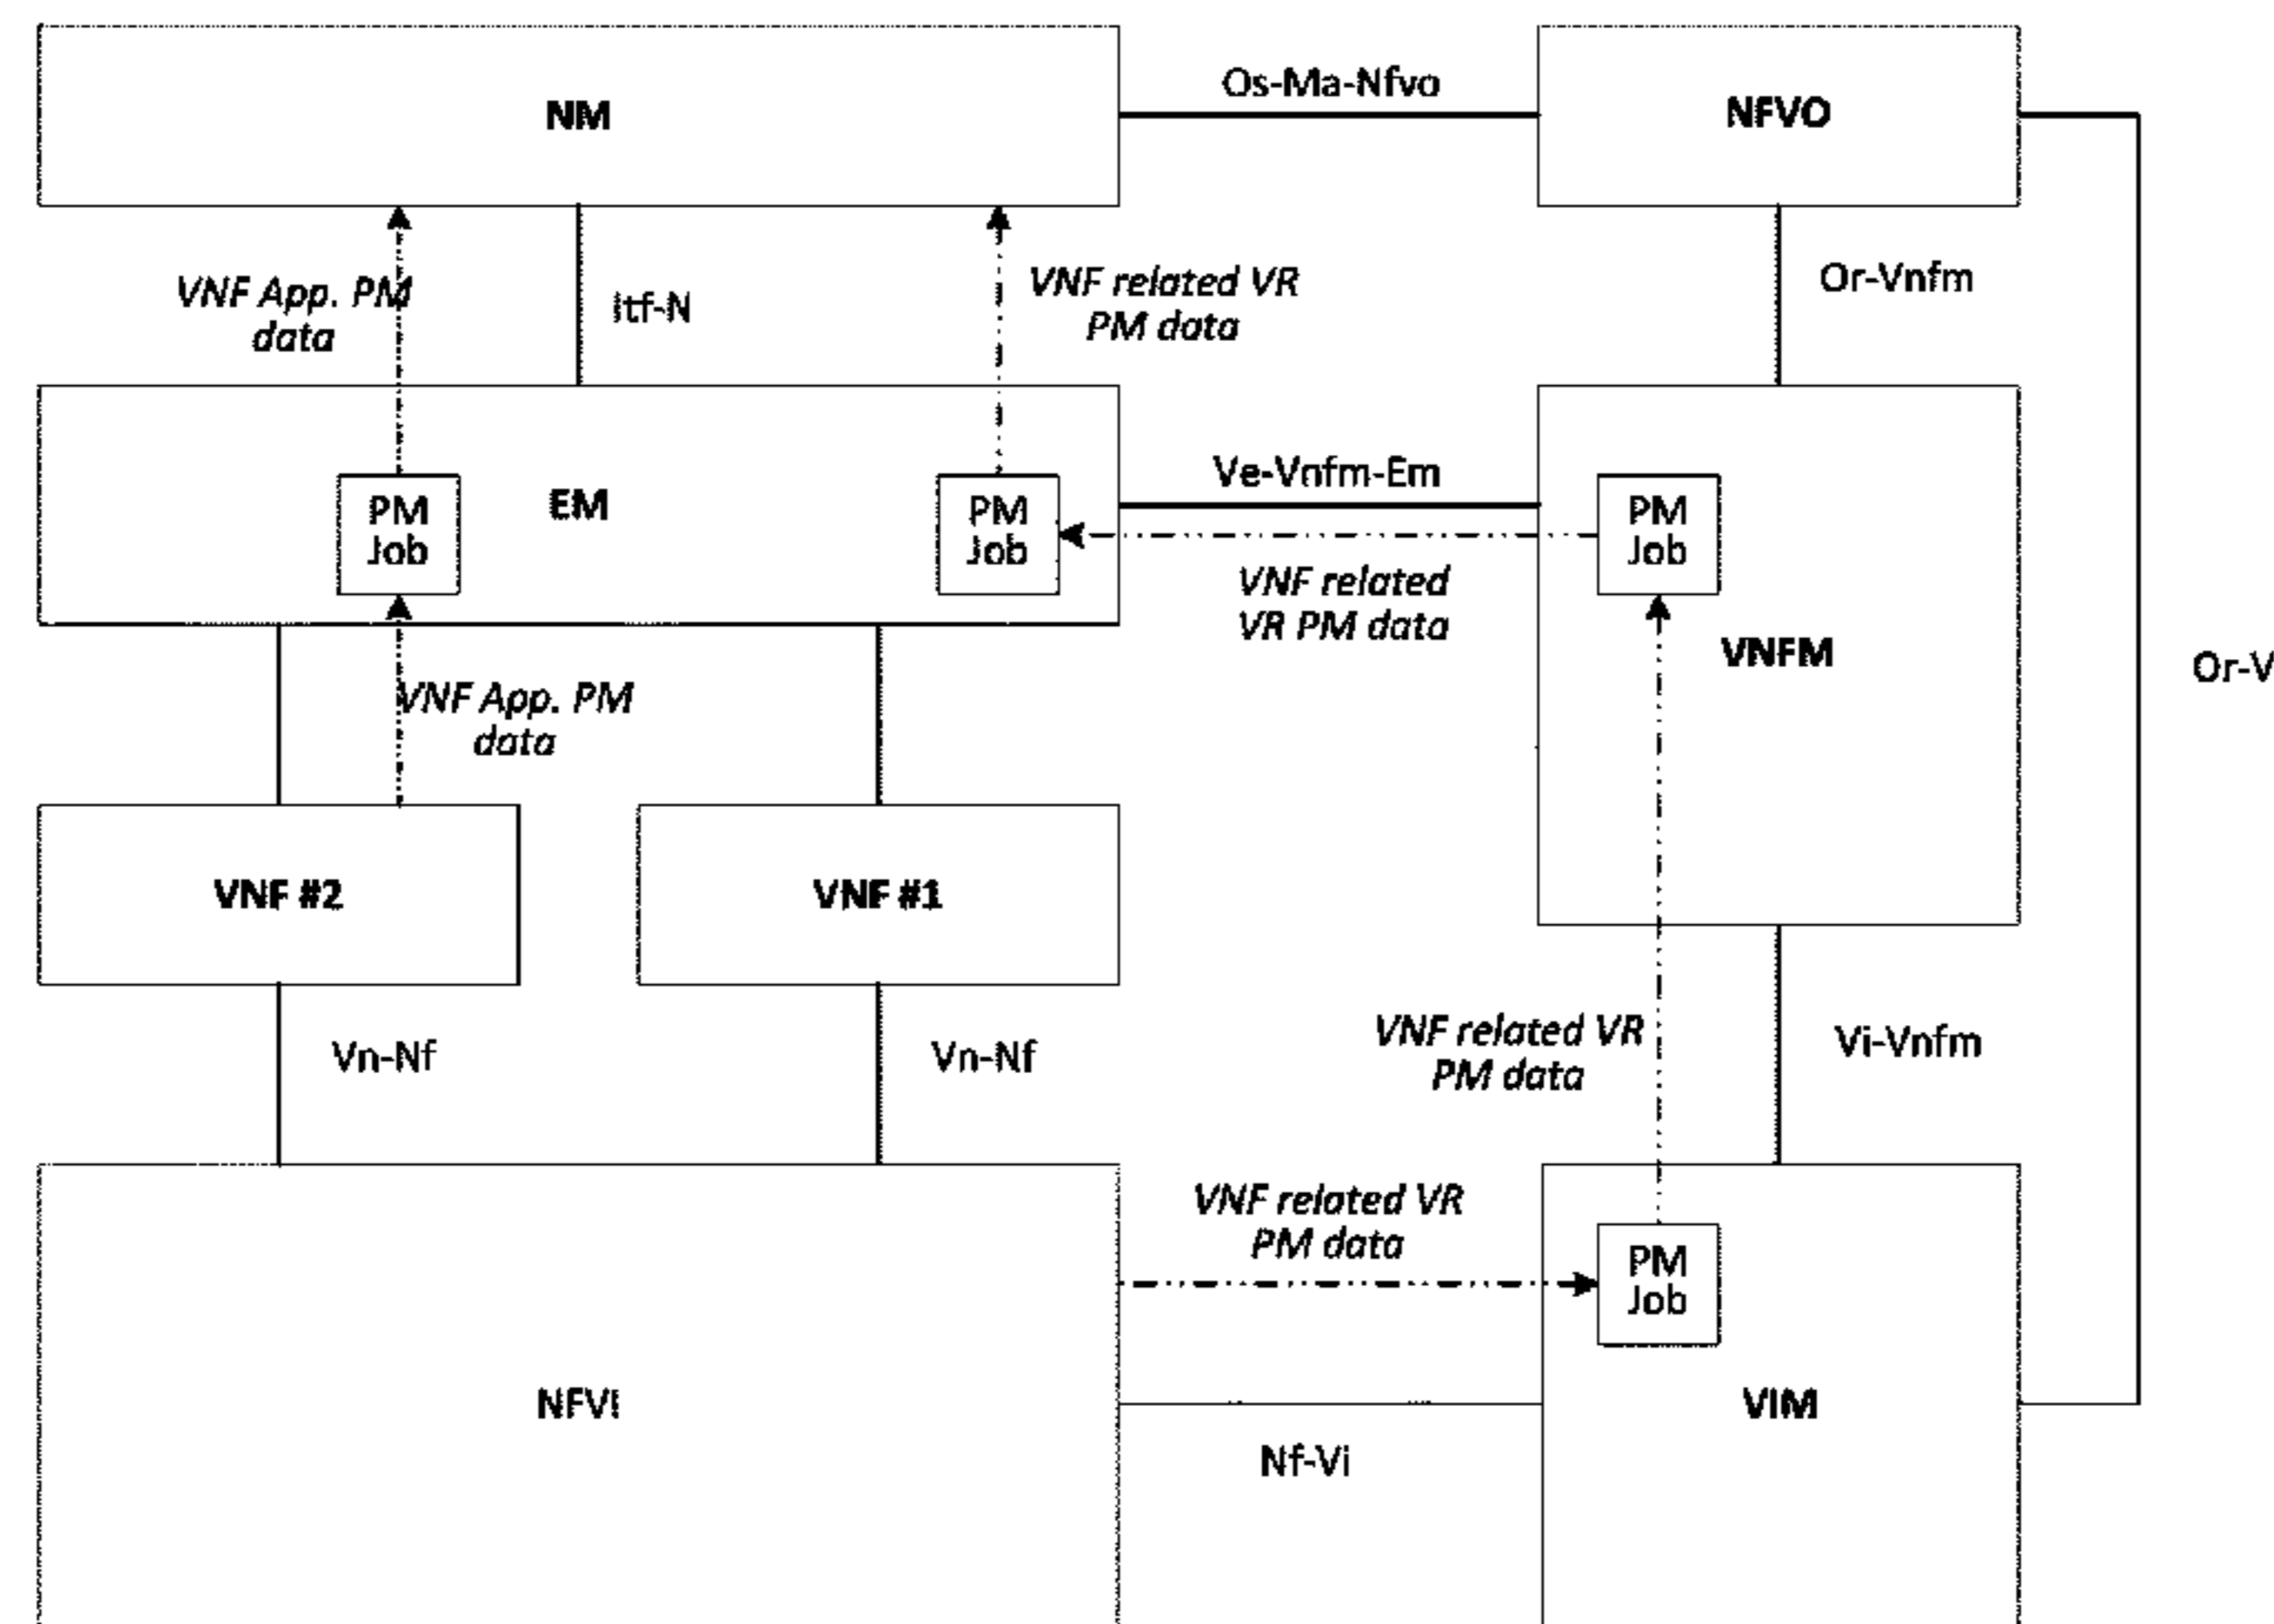 NM
Os-Ma-Nfvo
NFVO
VNF App. PM
data
Itf-N
VNF related VR
PM data
Or-Vnfm
PM
Job
EM
PM
Job
Ve-Vnfm-Em
VNF related
VR PM data
PM
Job
VNFM
Or-V
VNF App. PM
data
VNF #2
VNF #1
Vn-Nf
Vn-Nf
VNF related VR
PM data
Vi-Vnfm
VNF related VR
PM data
PM
Job
NFVI
VIM
Nf-Vi